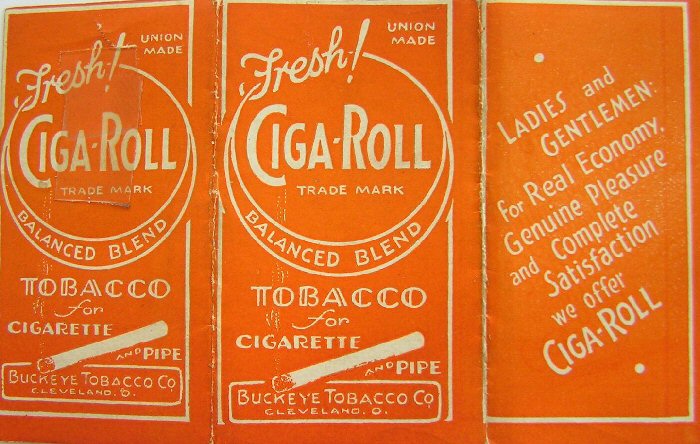 UNION
MADE
Fresh!
CIGA-ROLL
TRADE MARK
BALANCED BLEND
TOBACCO
for
CIGARETTE
AND PIPE
BUCKEYE TOBACCO CO
CLEVELAND. O.
UNION
MADE
Fresh!
CIGA-ROLL
TRADE MARK
BALANCED BLEND
TOBACCO
for
CIGARETTE
AND PIPE
BUCKEYE TOBACCO CO
CLEVELAND. O.
LADIES and
GENTLEMEN:
for Real Economy,
Genuine Pleasure
and Complete
Satisfaction
we offer
CIGA-ROLL